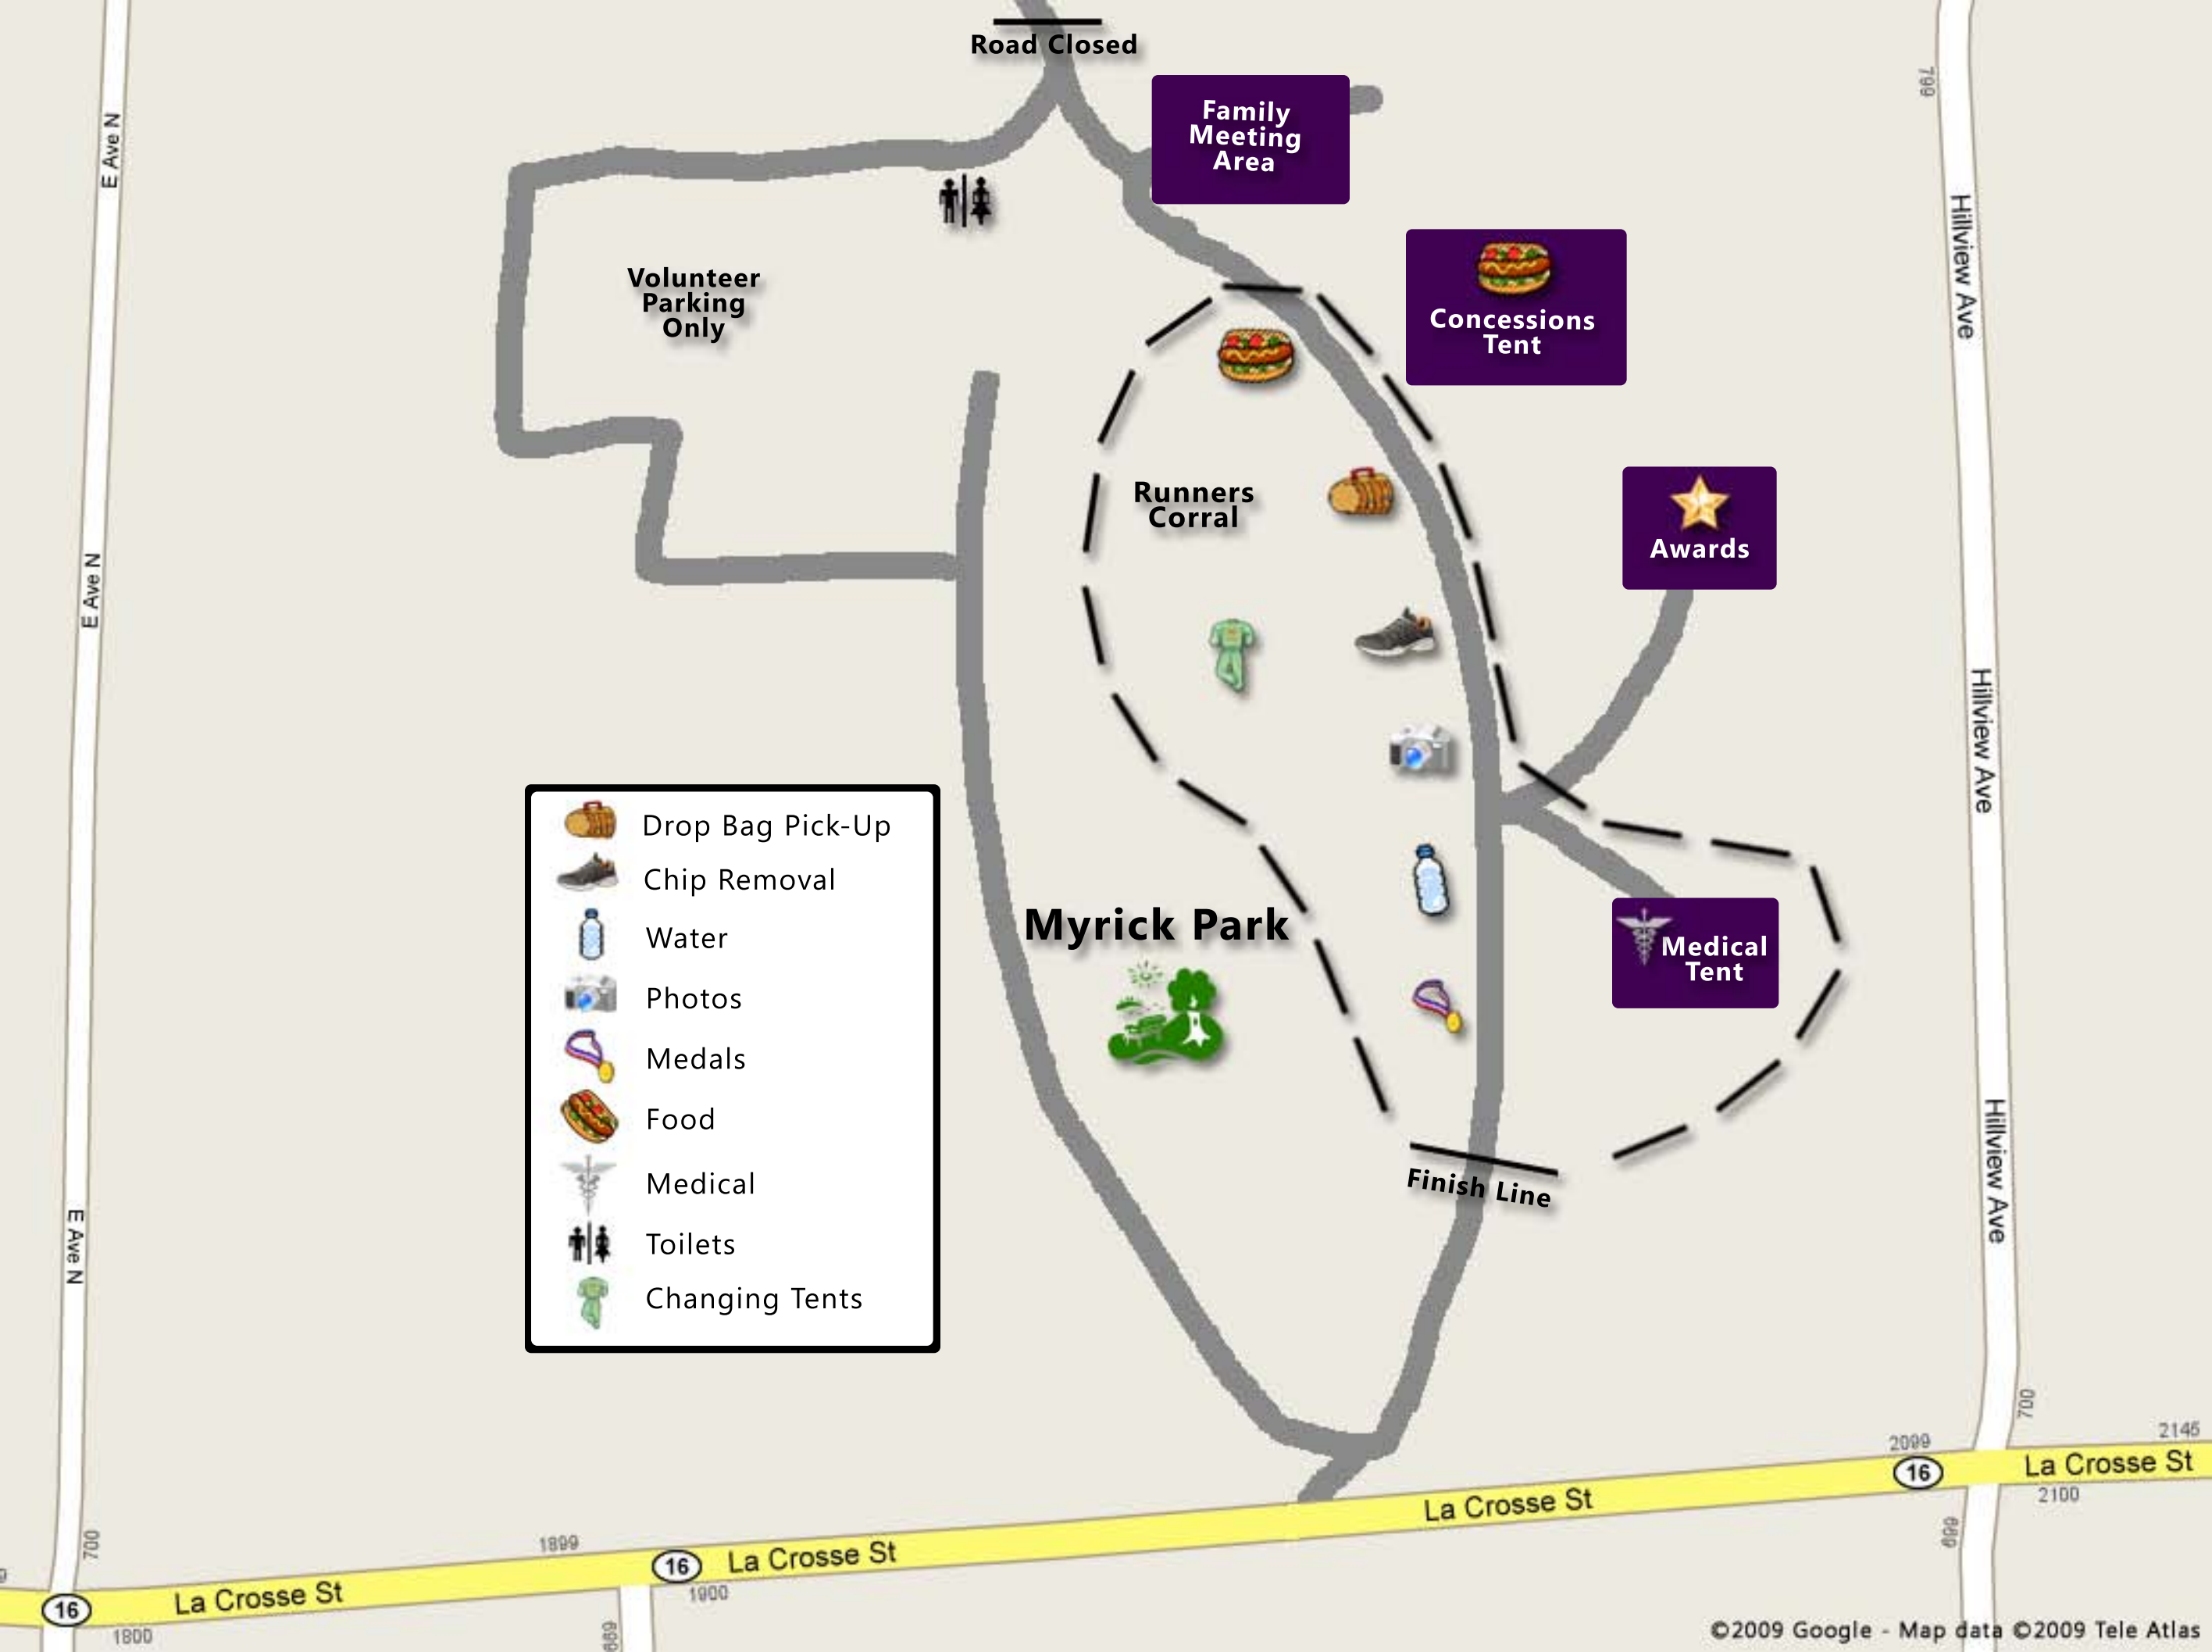 Road Closed
Family
Meeting
Area
799
E Ave N
Hillview Ave
Volunteer
Parking
Only
Concessions
Tent
Runners
Corral
Awards
E Ave N
Hillview Ave
Drop Bag Pick-Up
Chip Removal
Water
Photos
Medals
Food
Medical
Toilets
Changing Tents
Myrick Park
Medical
Tent
Finish Line
Hillview Ave
E Ave N
700
2099
2145
16
La Crosse St
2100
La Crosse St
699
700
1899
16
La Crosse St
1900
16
La Crosse St
1800
699
©2009 Google - Map data ©2009 Tele Atlas